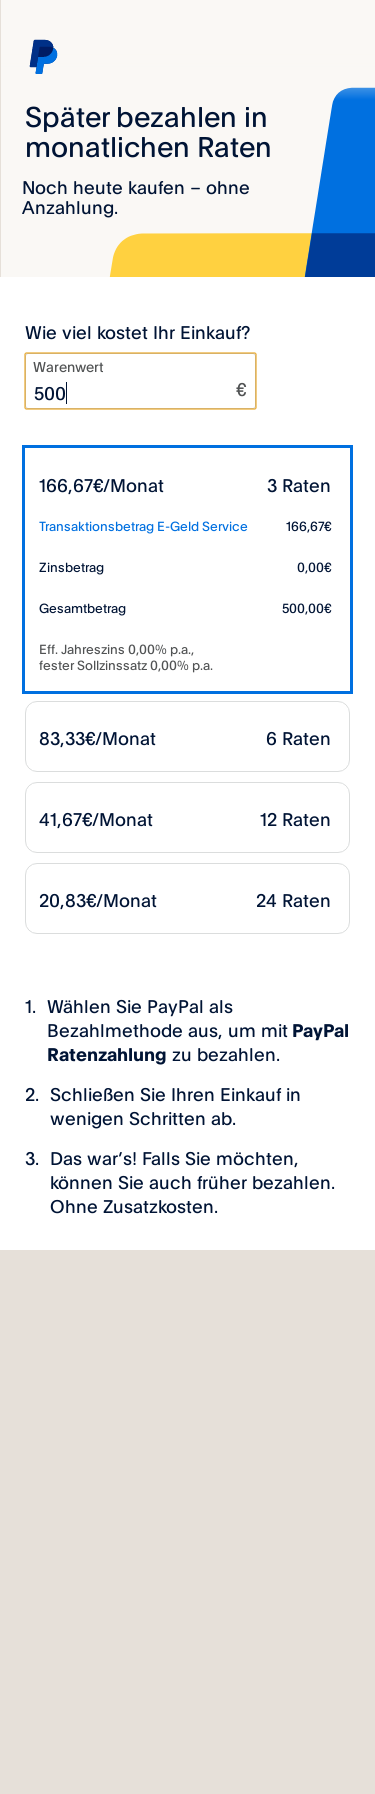 Später bezahlen in
monatlichen Raten
Noch heute kaufen – ohne
Anzahlung.
Wie viel kostet Ihr Einkauf?
Warenwert
500 €
166,67€/Monat 3 Raten
Transaktionsbetrag E-Geld Service 166,67€
Zinsbetrag 0,00€
Gesamtbetrag 500,00€
Eff. Jahreszins 0,00% p.a.,
fester Sollzinssatz 0,00% p.a.
83,33€/Monat 6 Raten
41,67€/Monat 12 Raten
20,83€/Monat 24 Raten
1. Wählen Sie PayPal als
Bezahlmethode aus, um mit PayPal
Ratenzahlung zu bezahlen.
2. Schließen Sie Ihren Einkauf in
wenigen Schritten ab.
3. Das war’s! Falls Sie möchten,
können Sie auch früher bezahlen.
Ohne Zusatzkosten.